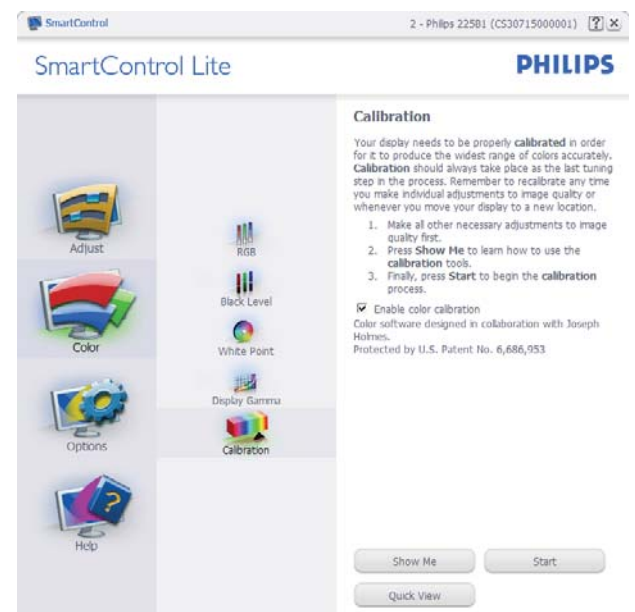 SmartControl
2 - Philips 225B1 (CS30715000001)
SmartControl Lite
PHILIPS
Adjust
Color
Options
Help
RGB
Black Level
White Point
Display Gamma
Calibration
Calibration
Your display needs to be properly calibrated in order
for it to produce the widest range of colors accurately.
Calibration should always take place as the last tuning
step in the process. Remember to recalibrate any time
you make individual adjustments to image quality or
whenever you move your display to a new location.
1. Make all other necessary adjustments to image
quality first.
2. Press Show Me to learn how to use the
calibration tools.
3. Finally, press Start to begin the calibration
process.
Enable color calibration
Color software designed in collaboration with Joseph
Holmes.
Protected by U.S. Patent No. 6,686,953
Show Me
Start
Quick View